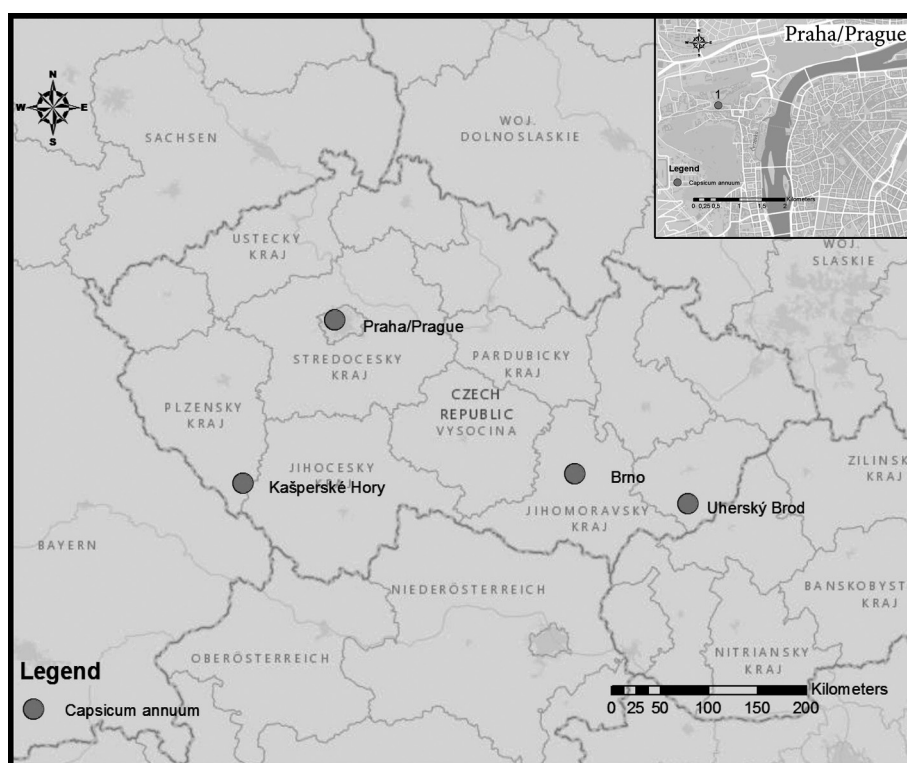 N
W E
S
SACHSEN
WOJ.
DOLNOSLASKIE
Praha/Prague
1
Legend
Capsicum annuum
Kilometers
0 0,25 0,5 1 1,5 2
USTECKY
KRAJ
WOJ.
SLASKIE
Praha/Prague
STREDOCESKY
KRAJ
PARDUBICKY
KRAJ
CZECH
REPUBLIC
VYSOCINA
PLZENSKY
KRAJ
JIHOCESKY
KRAJ
Kašperské Hory
Brno
ZILINSK
KRAJ
Uherský Brod
JIHOMORAVSKY
KRAJ
BAYERN
NIEDERÖSTERREICH
BANSKOBYST
KRAJ
OBERÖSTERREICH
NITRIANSKY
KRAJ
Legend
Capsicum annuum
Kilometers
0 25 50 100 150 200